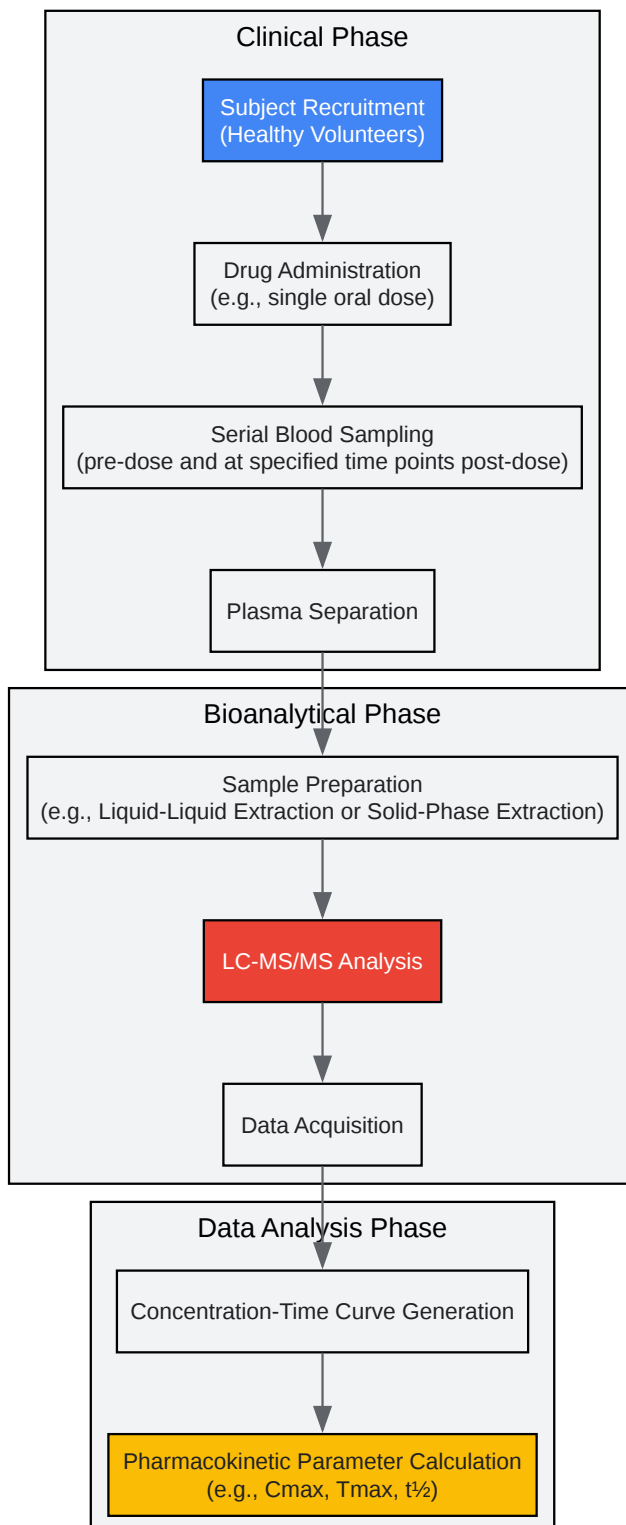 Clinical Phase
Subject Recruitment
(Healthy Volunteers)
Drug Administration
(e.g., single oral dose)
Serial Blood Sampling
(pre-dose and at specified time points post-dose)
Plasma Separation
Bioanalytical Phase
Sample Preparation
(e.g., Liquid-Liquid Extraction or Solid-Phase Extraction)
LC-MS/MS Analysis
Data Acquisition
Data Analysis Phase
Concentration-Time Curve Generation
Pharmacokinetic Parameter Calculation
(e.g., Cmax, Tmax, t½)